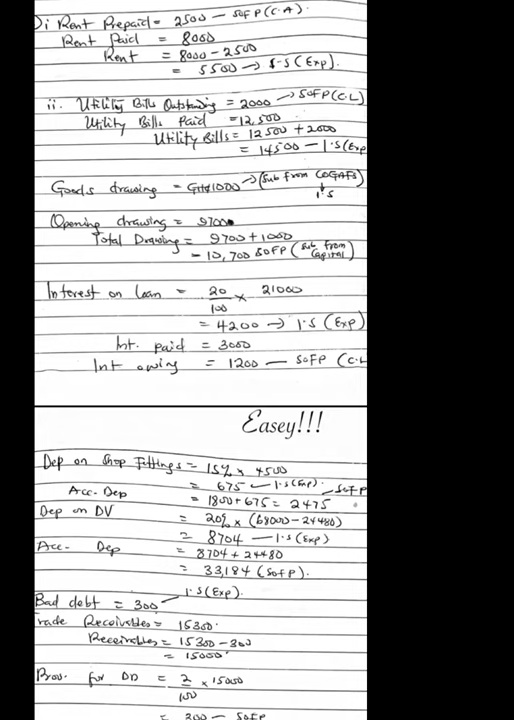 i Rent Prepaid = 2500 — SOFP (C.A)
Rent Paid = 8000
Rent = 8000 - 2500
= 5500 → I.S (Exp).
ii. Utility Bills Outstanding = 2000 → SOFP (C.L)
Utility Bills Paid = 12,500
Utility Bills = 12500 + 2000
= 14500 — I.S (Exp
Goods drawing = GH¢1000 → (Sub from COGAFS)
↓
I.S
Opening drawing = 9700
Total Drawing = 9700 + 1000
= 10,700 SOFP (Sub from Capital)
Interest on loan = 20/100 × 21000
= 4200 → I.S (Exp)
Int. paid = 3000
Int owing = 1200 — SOFP (C.L
Easey!!!
Dep on Shop Fittings = 15% × 4500
= 675 — I.S (Exp).
Acc. Dep = 1800 + 675 = 2475 — SOFP
Dep on DV = 20% × (68000 - 24480)
= 8704 — I.S (Exp)
Acc- Dep = 8704 + 24480
= 33,184 (SOFP).
Bad debt = 300 — I.S (Exp).
Trade Receivables = 15300.
Receivables = 15300 - 300
= 15000.
Prov. for DD = 2/100 × 15000
= 300 — SOFP